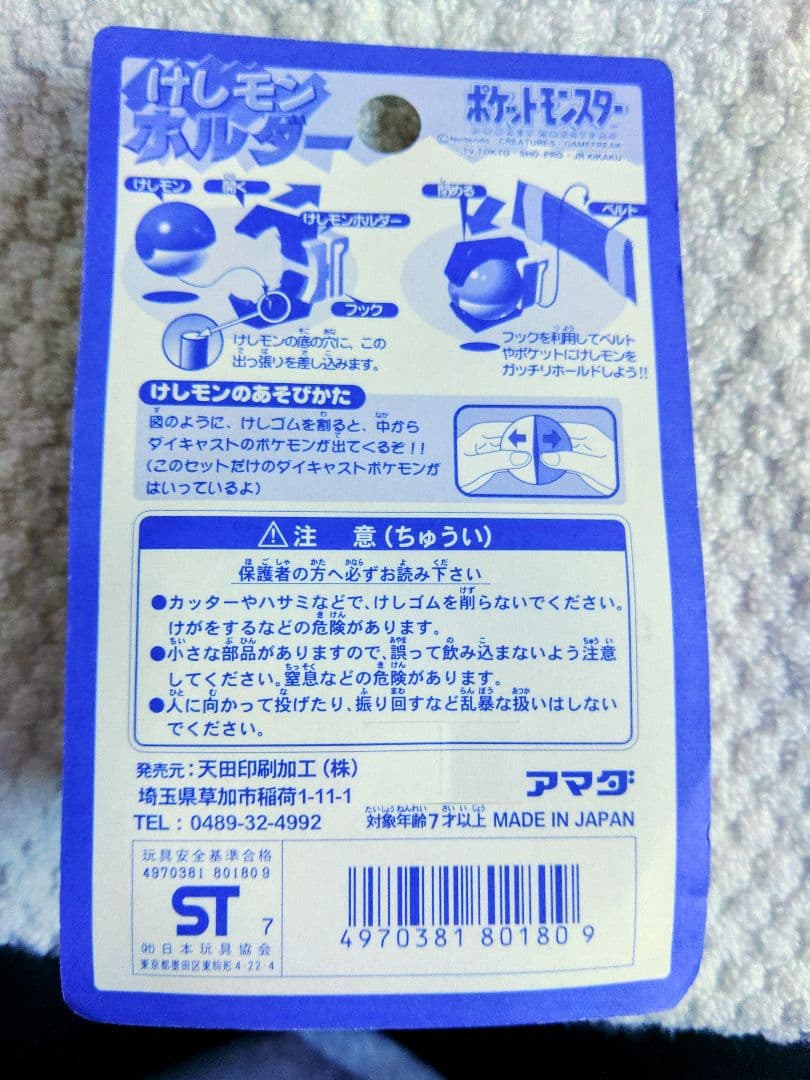 けしモン
ホルダー
ポケットモンスター
POCKET MONSTERS
©Nintendo・CREATURES・GAMEFREAK・
TV TOKYO・SHO-PRO・JR KIKAKU
けしモン
開く
けしモンホルダー
フック
けしモンの底の穴に、この
出っ張りを差し込みます。
閉める
ベルト
フックを利用してベルト
やポケットにけしモンを
ガッチリホールドしよう!!
けしモンのあそびかた
図のように、けしゴムを割ると、中から
ダイキャストのポケモンが出てくるぞ!!
(このセットだけのダイキャストポケモンが
はいっているよ)
⚠注 意(ちゅうい)
保護者の方へ必ずお読み下さい
●カッターやハサミなどで、けしゴムを削らないでください。
けがをするなどの危険があります。
●小さな部品がありますので、誤って飲み込まないよう注意
してください。窒息などの危険があります。
●人に向かって投げたり、振り回すなど乱暴な扱いはしない
でください。
発売元:天田印刷加工(株)
埼玉県草加市稲荷1-11-1
TEL:0489-32-4992
アマダ
対象年齢7才以上 MADE IN JAPAN
玩具安全基準合格
4970381 801809
ST 7
㈳日本玩具協会
東京都墨田区東駒形4-22-4
4970381 801809